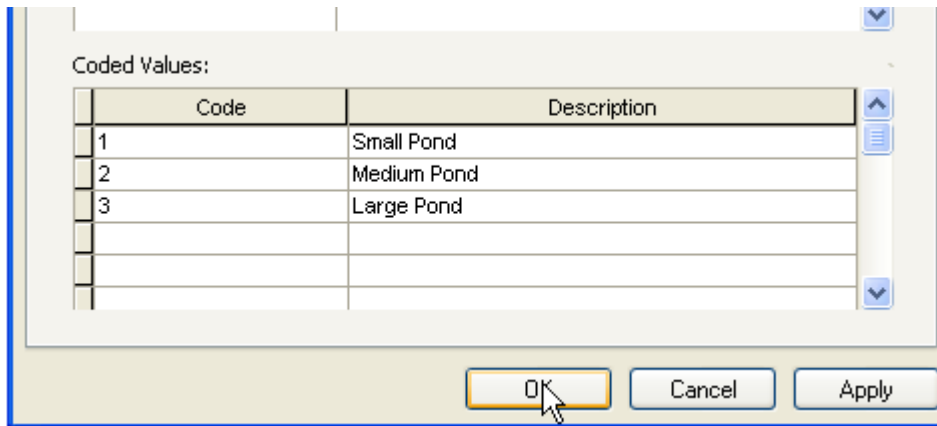 Coded Values:
Code Description
1 Small Pond
2 Medium Pond
3 Large Pond
OK Cancel Apply